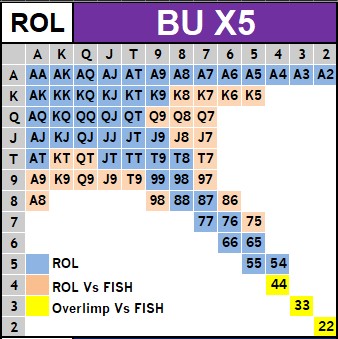 ROL BU X5
A K Q J T 9 8 7 6 5 4 3 2
A AA AK AQ AJ AT A9 A8 A7 A6 A5 A4 A3 A2
K AK KK KQ KJ KT K9 K8 K7 K6 K5
Q AQ KQ QQ QJ QT Q9 Q8 Q7
J AJ KJ QJ JJ JT J9 J8 J7
T AT KT QT JT TT T9 T8 T7
9 A9 K9 Q9 J9 T9 99 98 97
8 A8 98 88 87 86
7 77 76 75
6 66 65
5 ROL 55 54
4 ROL Vs FISH 44
3 Overlimp Vs FISH 33
2 22